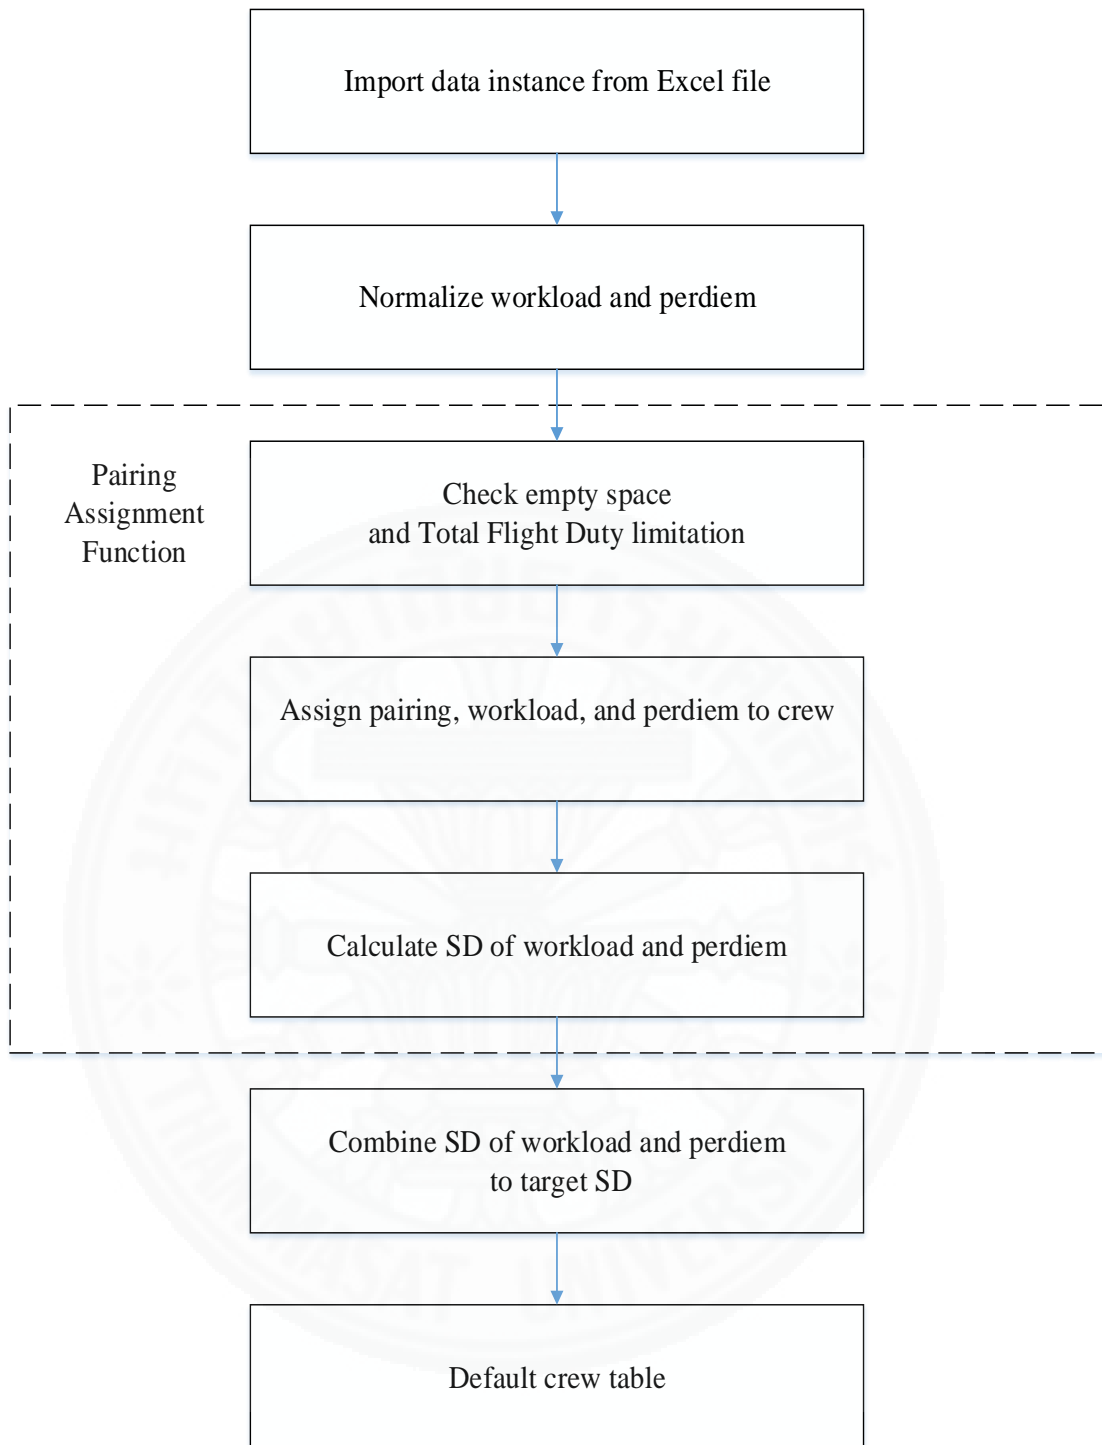 Import data instance from Excel file
Normalize workload and perdiem
Pairing
Assignment
Function
Check empty space
and Total Flight Duty limitation
Assign pairing, workload, and perdiem to crew
Calculate SD of workload and perdiem
Combine SD of workload and perdiem
to target SD
Default crew table
THAMMASAT UNIVERSITY